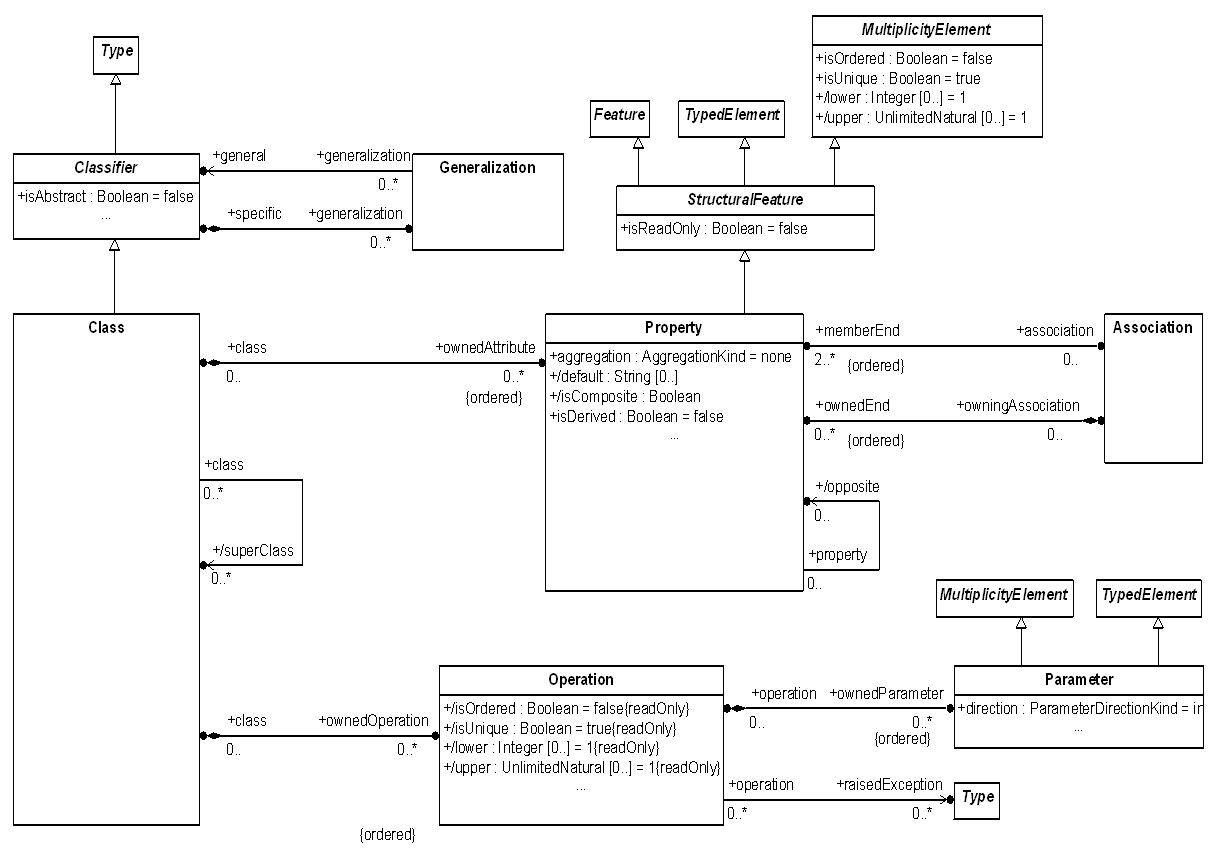 Type
MultiplicityElement
+isOrdered : Boolean = false
+isUnique : Boolean = true
+/lower : Integer [0..] = 1
+/upper : UnlimitedNatural [0..] = 1
Feature
TypedElement
Classifier
+isAbstract : Boolean = false
...
+general
+generalization
0..*
+specific
+generalization
0..*
Generalization
StructuralFeature
+isReadOnly : Boolean = false
Class
+class
0..
+ownedAttribute
0..*
{ordered}
Property
+aggregation : AggregationKind = none
+/default : String [0..]
+/isComposite : Boolean
+isDerived : Boolean = false
...
+memberEnd
2..*
{ordered}
+association
0..
Association
+ownedEnd
0..*
{ordered}
+owningAssociation
0..
+/opposite
0..
+property
0..
+class
0..*
+/superClass
0..*
MultiplicityElement
TypedElement
+class
0..
+ownedOperation
0..*
{ordered}
Operation
+/isOrdered : Boolean = false{readOnly}
+/isUnique : Boolean = true{readOnly}
+/lower : Integer [0..] = 1{readOnly}
+/upper : UnlimitedNatural [0..] = 1{readOnly}
...
+operation
0..
+ownedParameter
0..*
{ordered}
Parameter
+direction : ParameterDirectionKind = in
...
+operation
0..*
+raisedException
0..*
Type